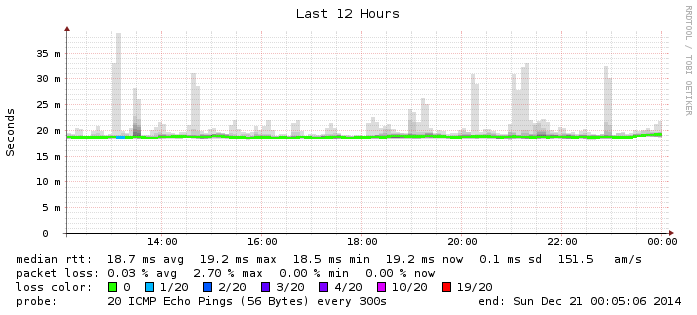 Last 12 Hours
RRDTOOL / TOBI OETIKER
Seconds
35 m
30 m
25 m
20 m
15 m
10 m
5 m
0
14:00 16:00 18:00 20:00 22:00 00:00
median rtt: 18.7 ms avg 19.2 ms max 18.5 ms min 19.2 ms now 0.1 ms sd 151.5 am/s
packet loss: 0.03 % avg 2.70 % max 0.00 % min 0.00 % now
loss color: 0 1/20 2/20 3/20 4/20 10/20 19/20
probe: 20 ICMP Echo Pings (56 Bytes) every 300s end: Sun Dec 21 00:05:06 2014